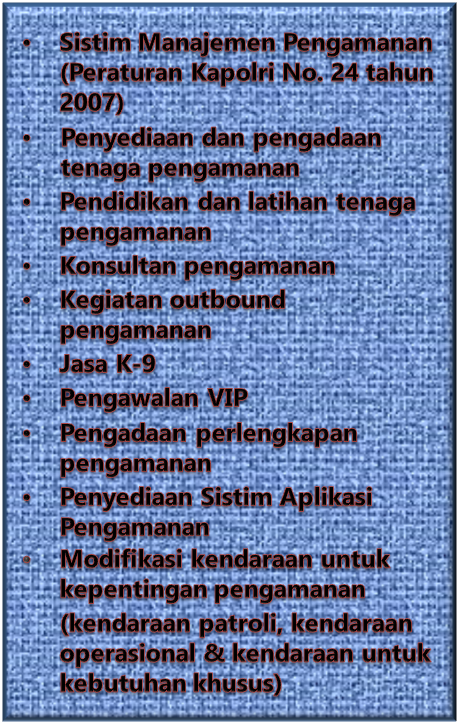 • Sistim Manajemen Pengamanan
(Peraturan Kapolri No. 24 tahun
2007)
• Penyediaan dan pengadaan
tenaga pengamanan
• Pendidikan dan latihan tenaga
pengamanan
• Konsultan pengamanan
• Kegiatan outbound
pengamanan
• Jasa K-9
• Pengawalan VIP
• Pengadaan perlengkapan
pengamanan
• Penyediaan Sistim Aplikasi
Pengamanan
• Modifikasi kendaraan untuk
kepentingan pengamanan
(kendaraan patroli, kendaraan
operasional & kendaraan untuk
kebutuhan khusus)